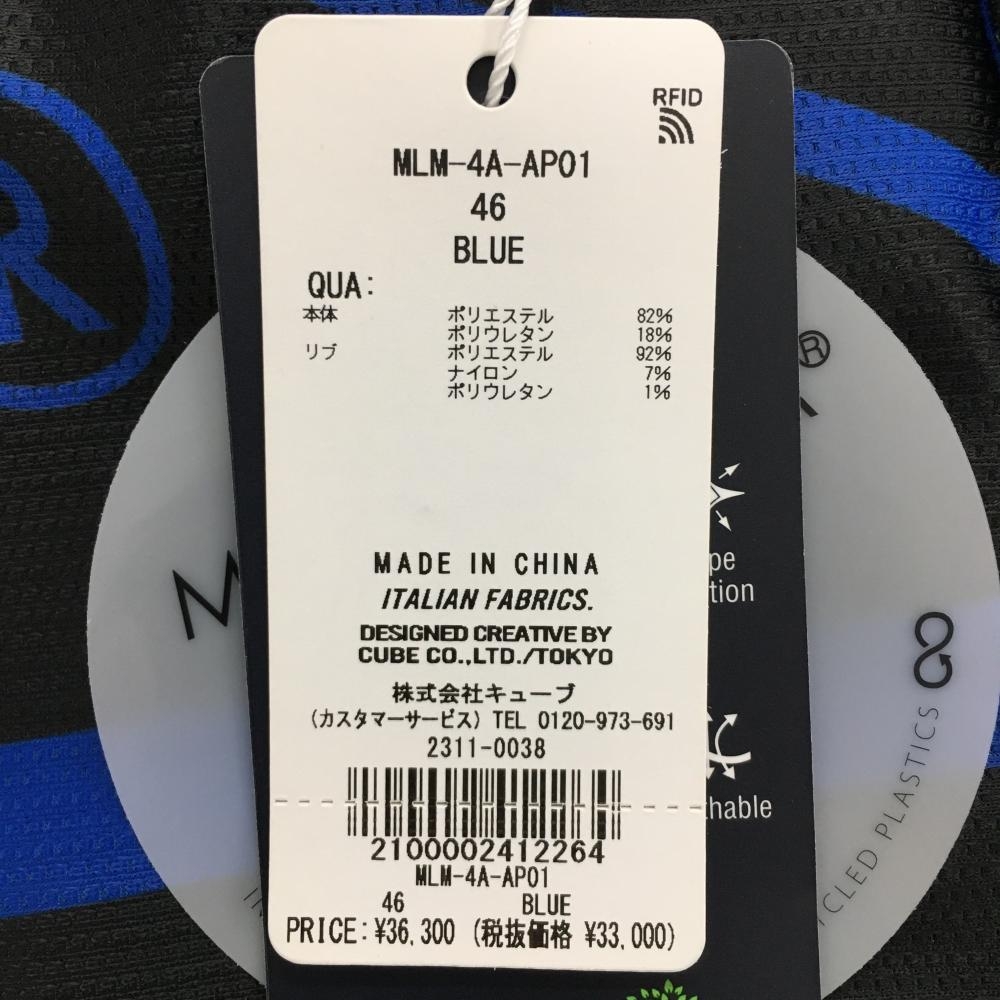 RFID
MLM-4A-AP01
46
BLUE
QUA:
本体 ポリエステル 82%
ポリウレタン 18%
リブ ポリエステル 92%
ナイロン 7%
ポリウレタン 1%
MADE IN CHINA
ITALIAN FABRICS.
DESIGNED CREATIVE BY
CUBE CO.,LTD./TOKYO
株式会社キューブ
(カスタマーサービス) TEL 0120-973-691
2311-0038
2100002412264
MLM-4A-AP01
46 BLUE
PRICE:¥36,300 (税抜価格 ¥33,000)
R
M
®
PLASTICS